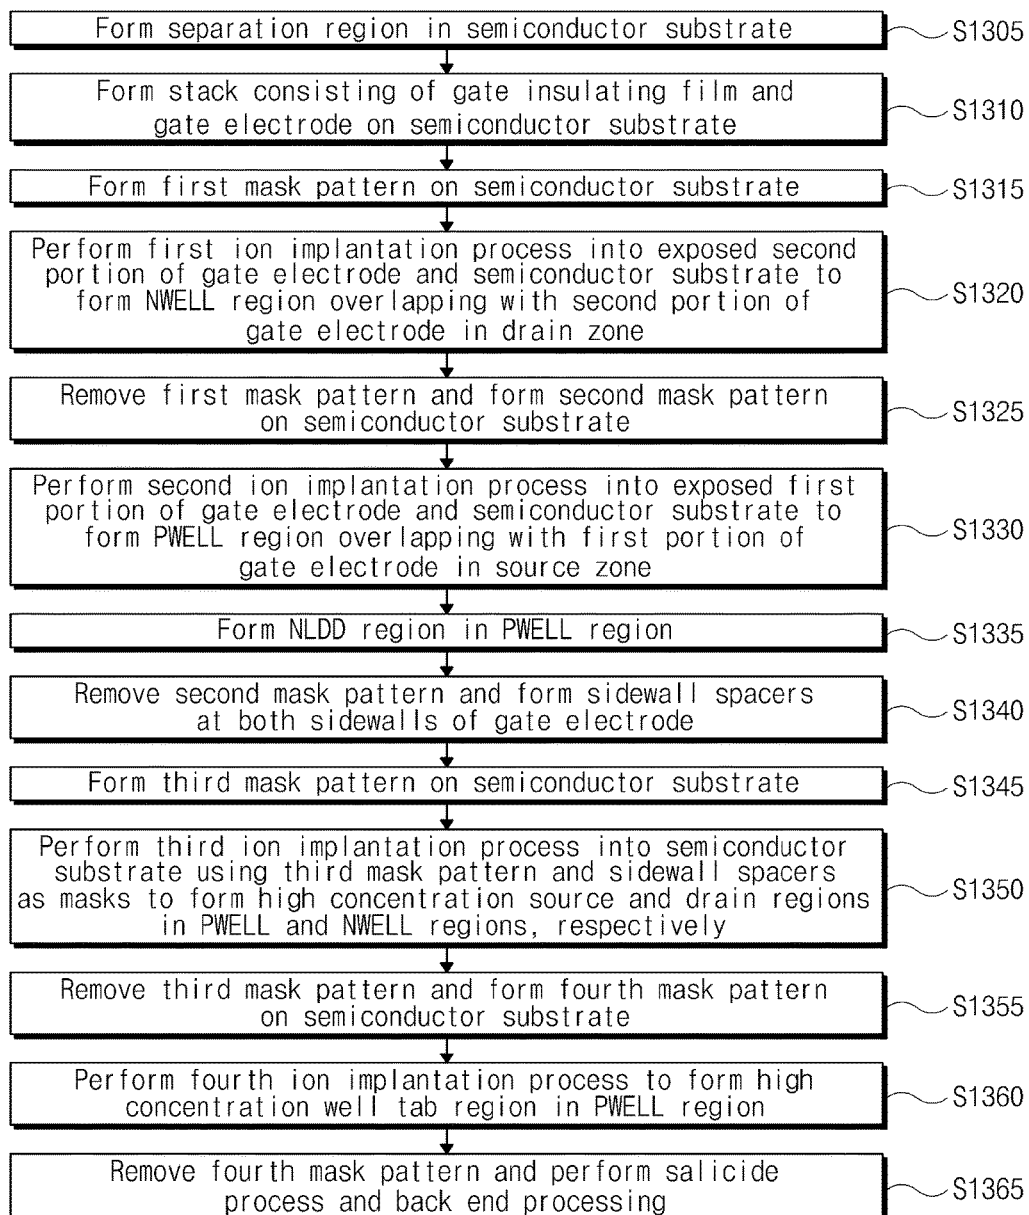 Form separation region in semiconductor substrate
S1305
Form stack consisting of gate insulating film and
gate electrode on semiconductor substrate
S1310
Form first mask pattern on semiconductor substrate
S1315
Perform first ion implantation process into exposed second
portion of gate electrode and semiconductor substrate to
form NWELL region overlapping with second portion of
gate electrode in drain zone
S1320
Remove first mask pattern and form second mask pattern
on semiconductor substrate
S1325
Perform second ion implantation process into exposed first
portion of gate electrode and semiconductor substrate to
form PWELL region overlapping with first portion of
gate electrode in source zone
S1330
Form NLDD region in PWELL region
S1335
Remove second mask pattern and form sidewall spacers
at both sidewalls of gate electrode
S1340
Form third mask pattern on semiconductor substrate
S1345
Perform third ion implantation process into semiconductor
substrate using third mask pattern and sidewall spacers
as masks to form high concentration source and drain regions
in PWELL and NWELL regions, respectively
S1350
Remove third mask pattern and form fourth mask pattern
on semiconductor substrate
S1355
Perform fourth ion implantation process to form high
concentration well tab region in PWELL region
S1360
Remove fourth mask pattern and perform salicide
process and back end processing
S1365